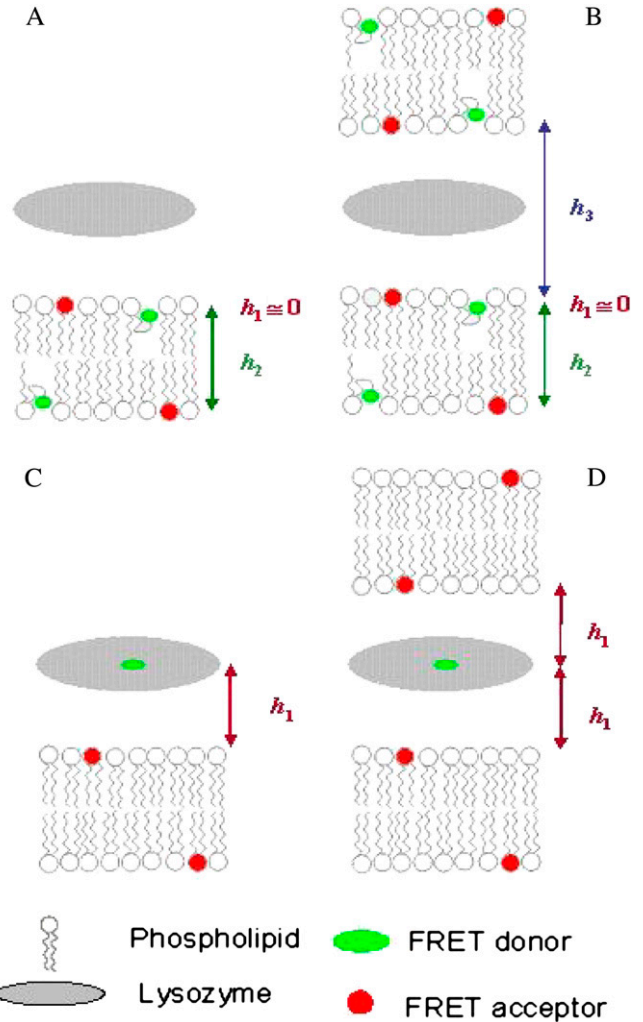 A
B
h₃
h₁≅0
h₁≅0
h₂
h₂
C
D
h₁
h₁
h₁
Phospholipid
FRET donor
Lysozyme
FRET acceptor